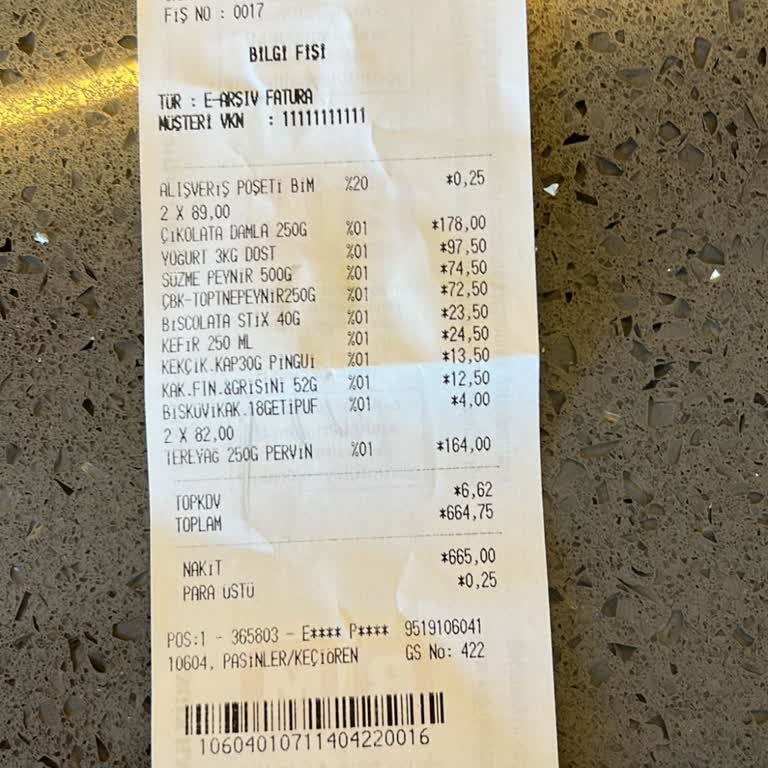 FİŞ NO : 0017
BİLGİ FİŞİ
TÜR : E-ARŞİV FATURA
MÜŞTERİ VKN : 11111111111
ALIŞVERİŞ POŞETİ BİM %20 *0,25
2 X 89,00
ÇİKOLATA DAMLA 250G %01 *178,00
YOĞURT 3KG DOST %01 *97,50
SÜZME PEYNİR 500G %01 *74,50
ÇBK-TOPTNEPEYNİR250G %01 *72,50
BİSCOLATA STİX 40G %01 *23,50
KEFİR 250 ML %01 *24,50
KEKÇİK.KAP30G PİNGUİ %01 *13,50
KAK.FIN.&GRİSİNİ 52G %01 *12,50
BİSKÜVİKAK.18GETİPUF %01 *4,00
2 X 82,00
TEREYAĞ 250G PERVİN %01 *164,00
TOPKDV *6,62
TOPLAM *664,75
NAKİT *665,00
PARA ÜSTÜ *0,25
POS:1 - 365803 - E**** P**** 9519106041
10604, PASİNLER/KEÇİÖREN GS No: 422
10604010711404220016